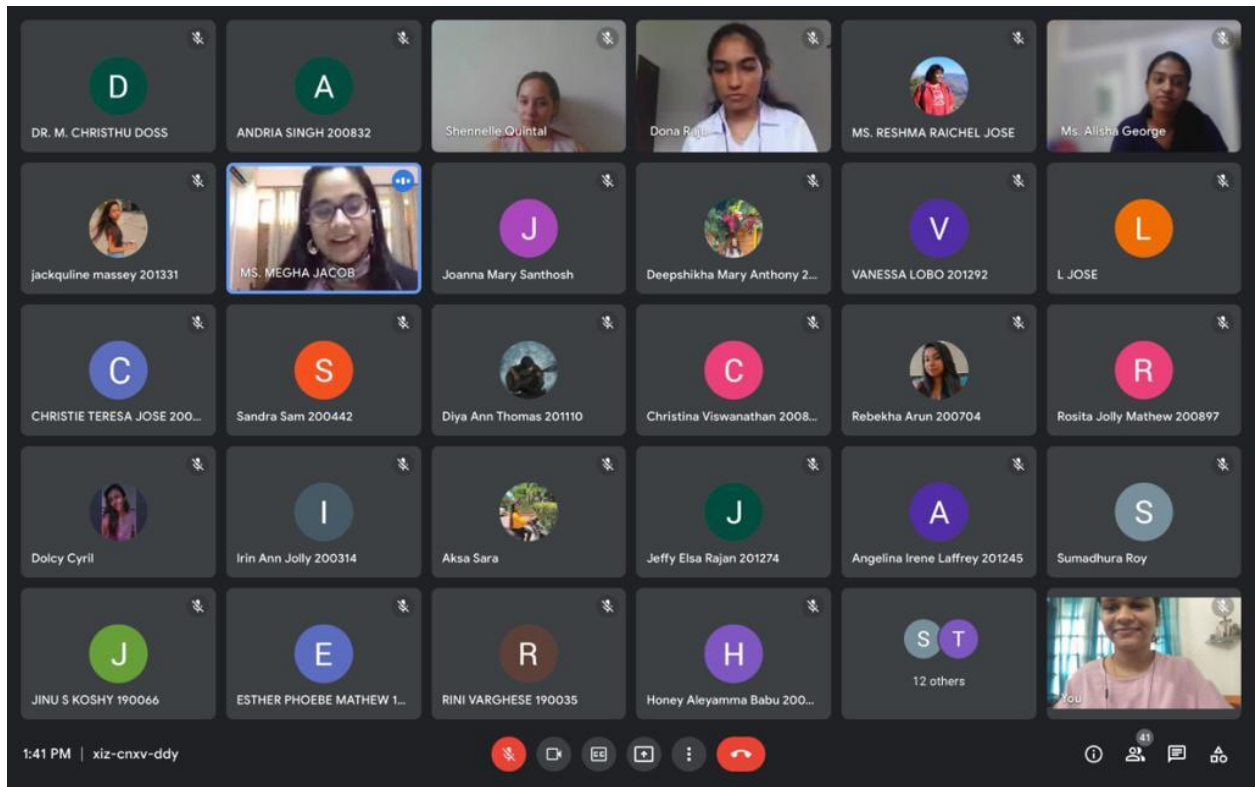 D
DR. M. CHRISTHU DOSS
A
ANDRIA SINGH 200832
Shennelle Quintal
Dona Raju
MS. RESHMA RAICHEL JOSE
Ms. Alisha George
jackquline massey 201331
MS. MEGHA JACOB
J
Joanna Mary Santhosh
Deepshikha Mary Anthony 2...
V
VANESSA LOBO 201292
L
L JOSE
C
CHRISTIE TERESA JOSE 200...
S
Sandra Sam 200442
Diya Ann Thomas 201110
C
Christina Viswanathan 2008...
Rebekha Arun 200704
R
Rosita Jolly Mathew 200897
Dolcy Cyril
I
Irin Ann Jolly 200314
Aksa Sara
J
Jeffy Elsa Rajan 201274
A
Angelina Irene Laffrey 201245
S
Sumadhura Roy
J
JINU S KOSHY 190066
E
ESTHER PHOEBE MATHEW 1...
R
RINI VARGHESE 190035
H
Honey Aleyamma Babu 200...
S T
12 others
You
1:41 PM | xiz-cnxv-ddy
CC
41